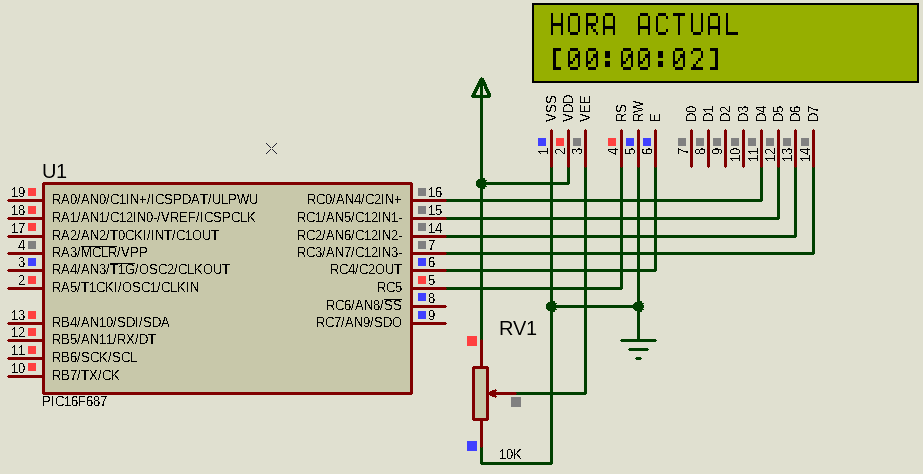 HORA ACTUAL
[00:00:02]
VSS
VDD
VEE
RS
RW
E
D0
D1
D2
D3
D4
D5
D6
D7
1
2
3
4
5
6
7
8
9
10
11
12
13
14
U1
19 RA0/AN0/C1IN+/ICSPDAT/ULPWU RC0/AN4/C2IN+ 16
18 RA1/AN1/C12IN0-/VREF/ICSPCLK RC1/AN5/C12IN1- 15
17 RA2/AN2/T0CKI/INT/C1OUT RC2/AN6/C12IN2- 14
4 RA3/MCLR/VPP RC3/AN7/C12IN3- 7
3 RA4/AN3/T1G/OSC2/CLKOUT RC4/C2OUT 6
2 RA5/T1CKI/OSC1/CLKIN RC5 5
RC6/AN8/SS 8
13 RB4/AN10/SDI/SDA RC7/AN9/SDO 9
12 RB5/AN11/RX/DT
11 RB6/SCK/SCL
10 RB7/TX/CK
PIC16F687
RV1
10K